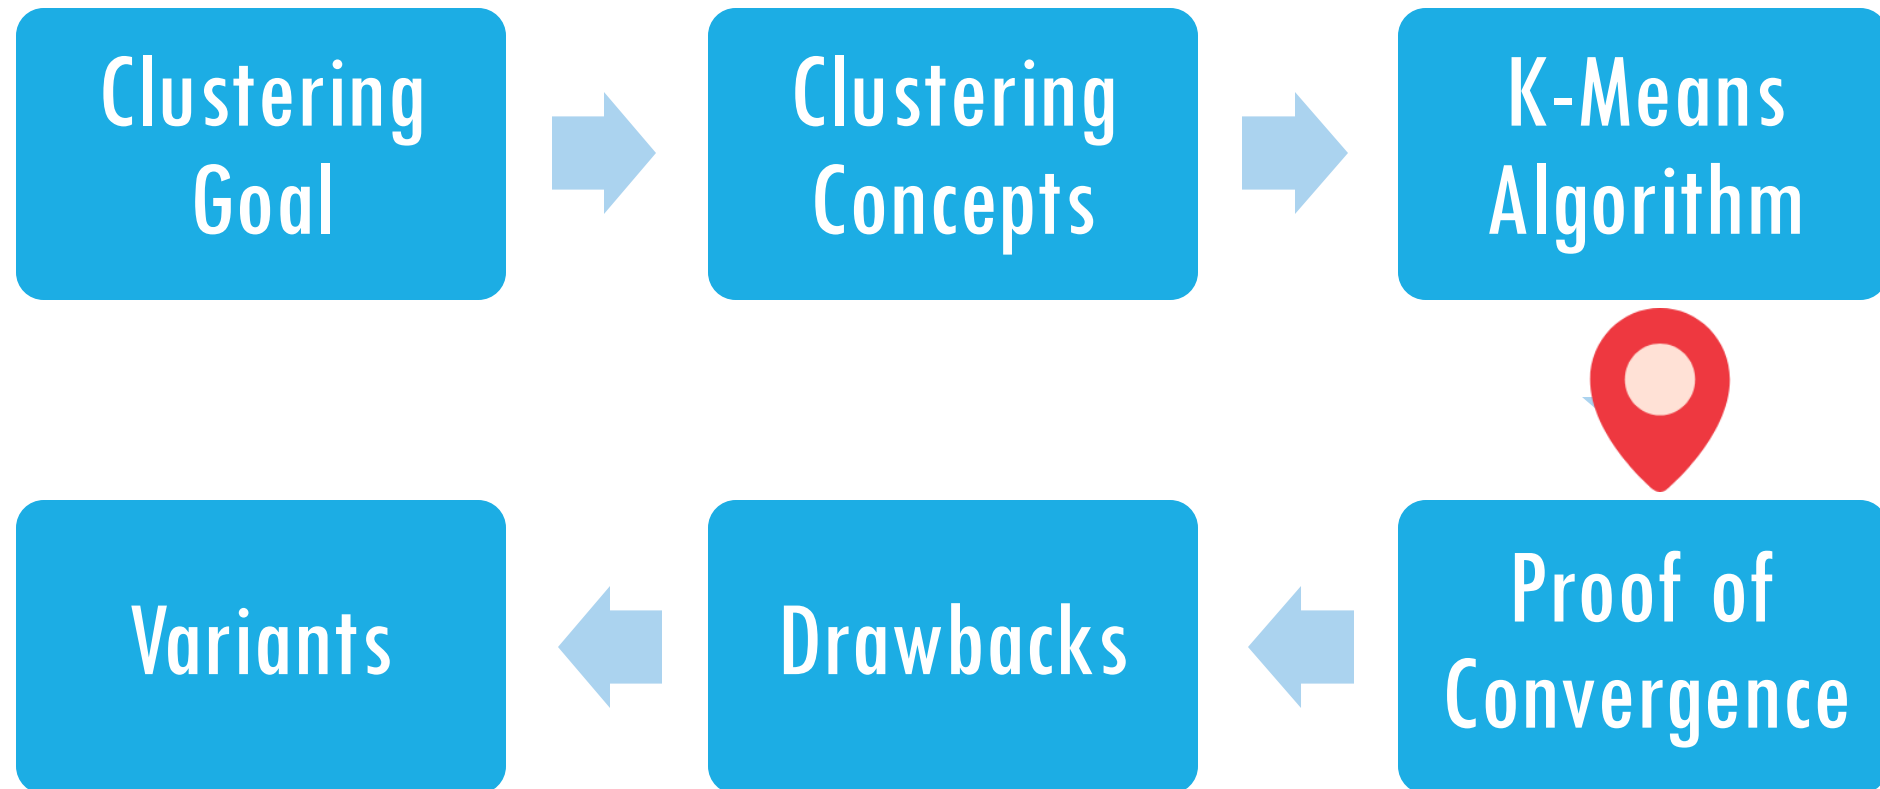 Clustering
Goal
Clustering
Concepts
K-Means
Algorithm
Proof of
Convergence
Drawbacks
Variants